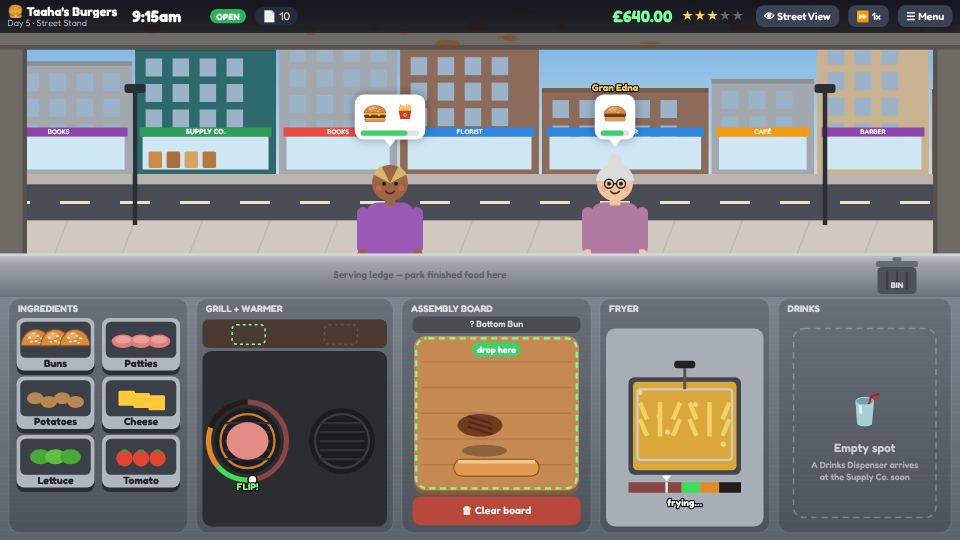 Taaha's Burgers
Day 5 · Street Stand
9:15am
OPEN
10
£640.00
Street View
1x
Menu
Gran Edna
BOOKS
SUPPLY CO.
BOOKS
FLORIST
CAFÉ
BARBER
Serving ledge — park finished food here
BIN
INGREDIENTS
Buns
Patties
Potatoes
Cheese
Lettuce
Tomato
GRILL + WARMER
FLIP!
ASSEMBLY BOARD
? Bottom Bun
drop here
Clear board
FRYER
frying...
DRINKS
Empty spot
A Drinks Dispenser arrives
at the Supply Co. soon